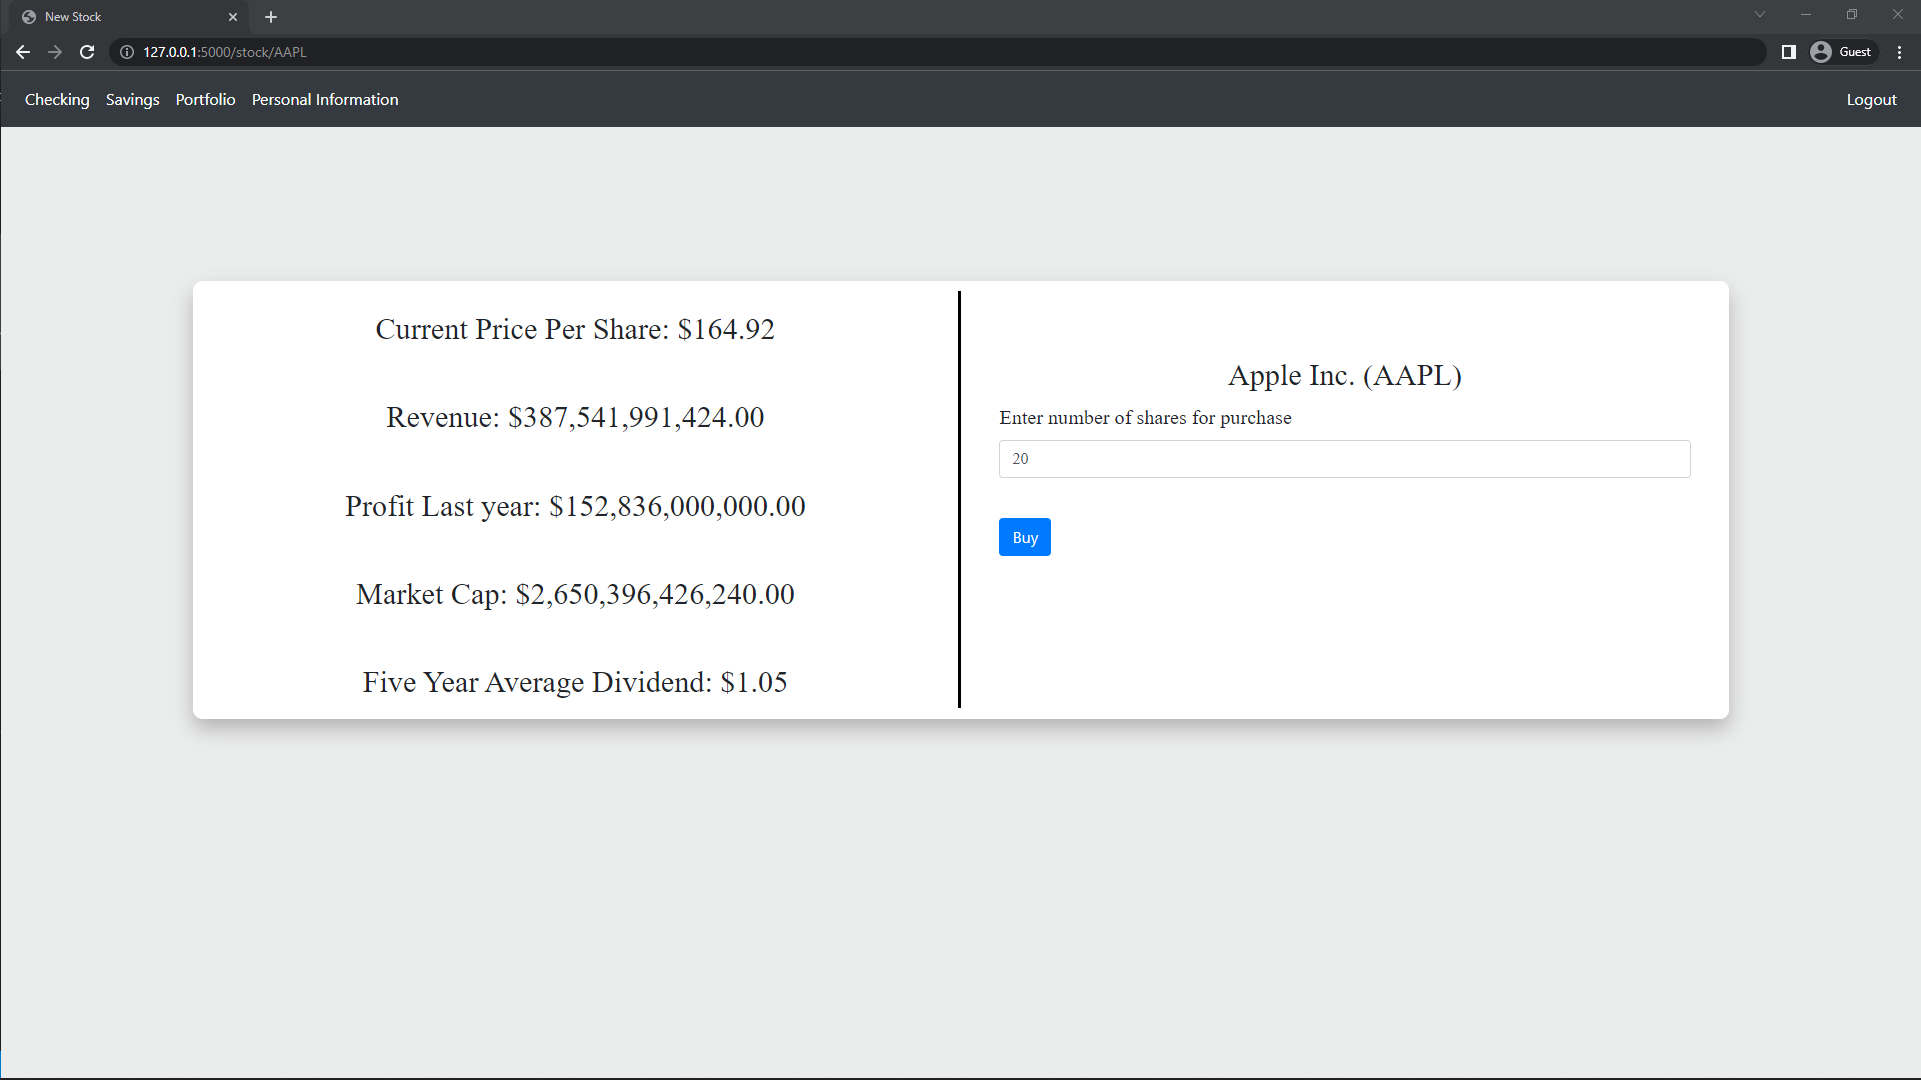 New Stock
127.0.0.1:5000/stock/AAPL
Guest
Checking Savings Portfolio Personal Information Logout
Current Price Per Share: $164.92
Revenue: $387,541,991,424.00
Profit Last year: $152,836,000,000.00
Market Cap: $2,650,396,426,240.00
Five Year Average Dividend: $1.05
Apple Inc. (AAPL)
Enter number of shares for purchase
20
Buy